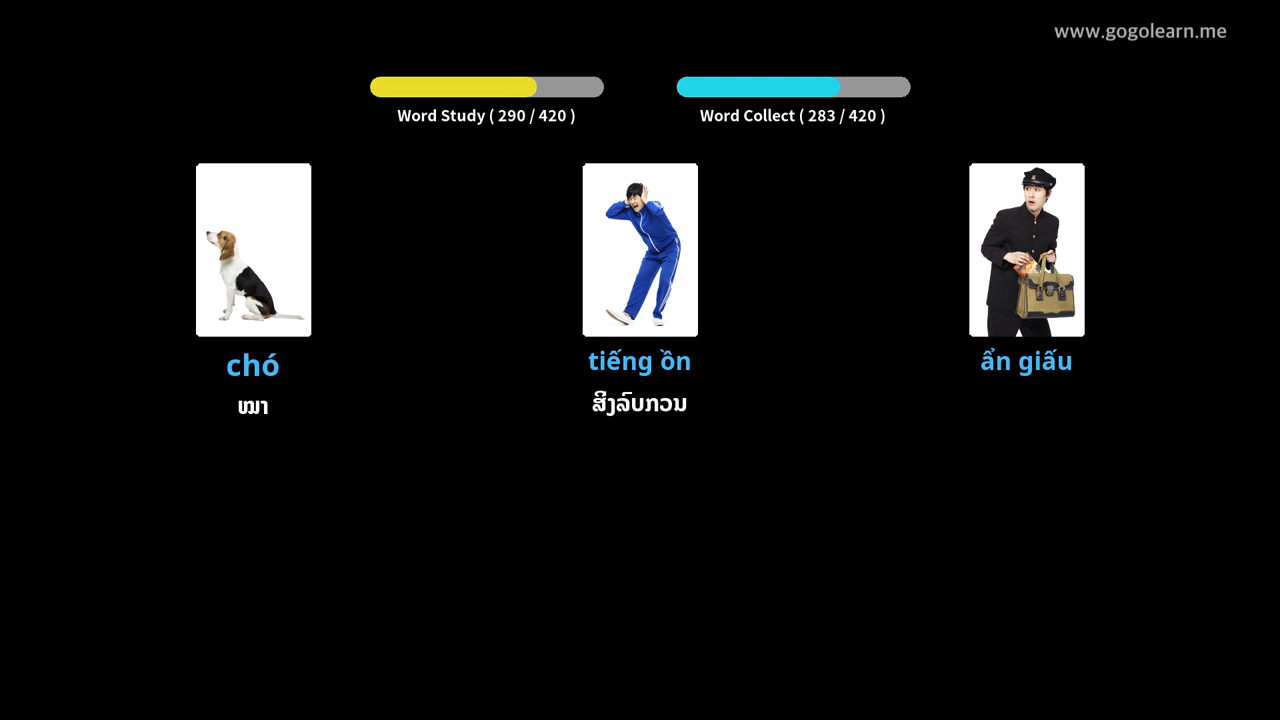 www.gogolearn.me
Word Study ( 290 / 420 )
Word Collect ( 283 / 420 )
chó
tiếng ồn
ẩn giấu
ໝາ
ສິ່ງລົບກວນ